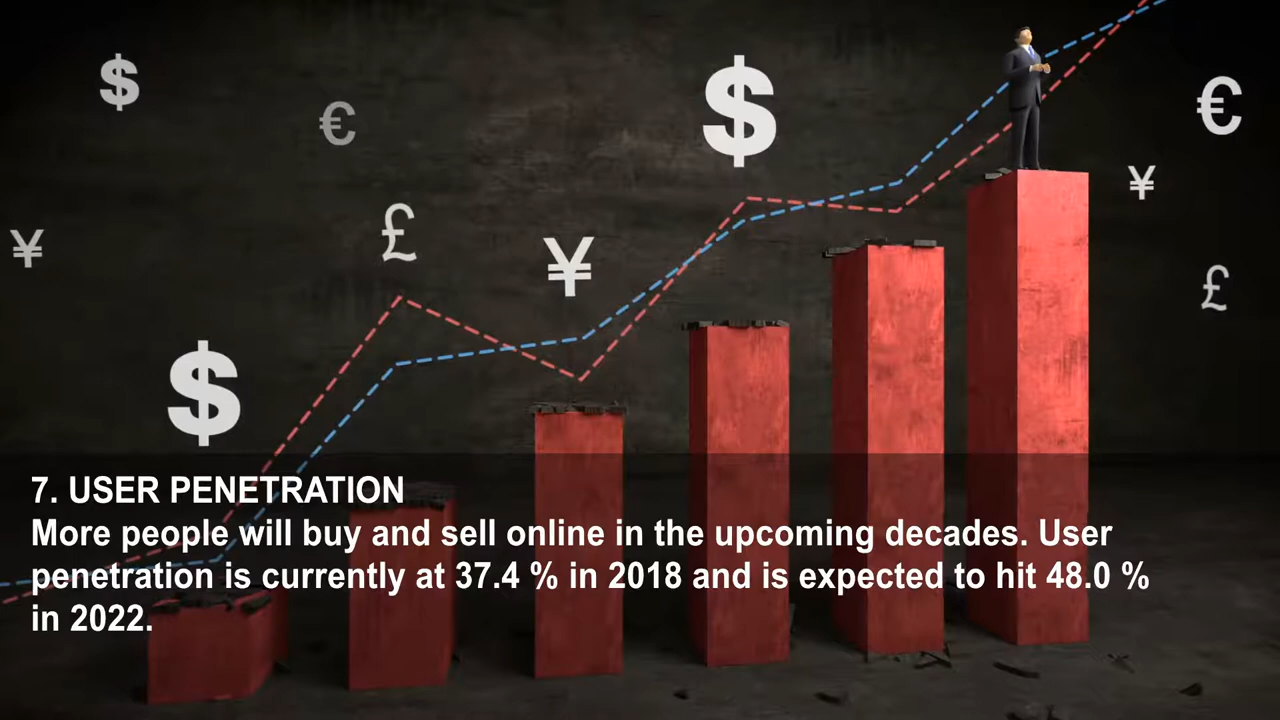 $
€
$
€
¥
£
¥
¥
£
$
7. USER PENETRATION
More people will buy and sell online in the upcoming decades. User
penetration is currently at 37.4 % in 2018 and is expected to hit 48.0 %
in 2022.